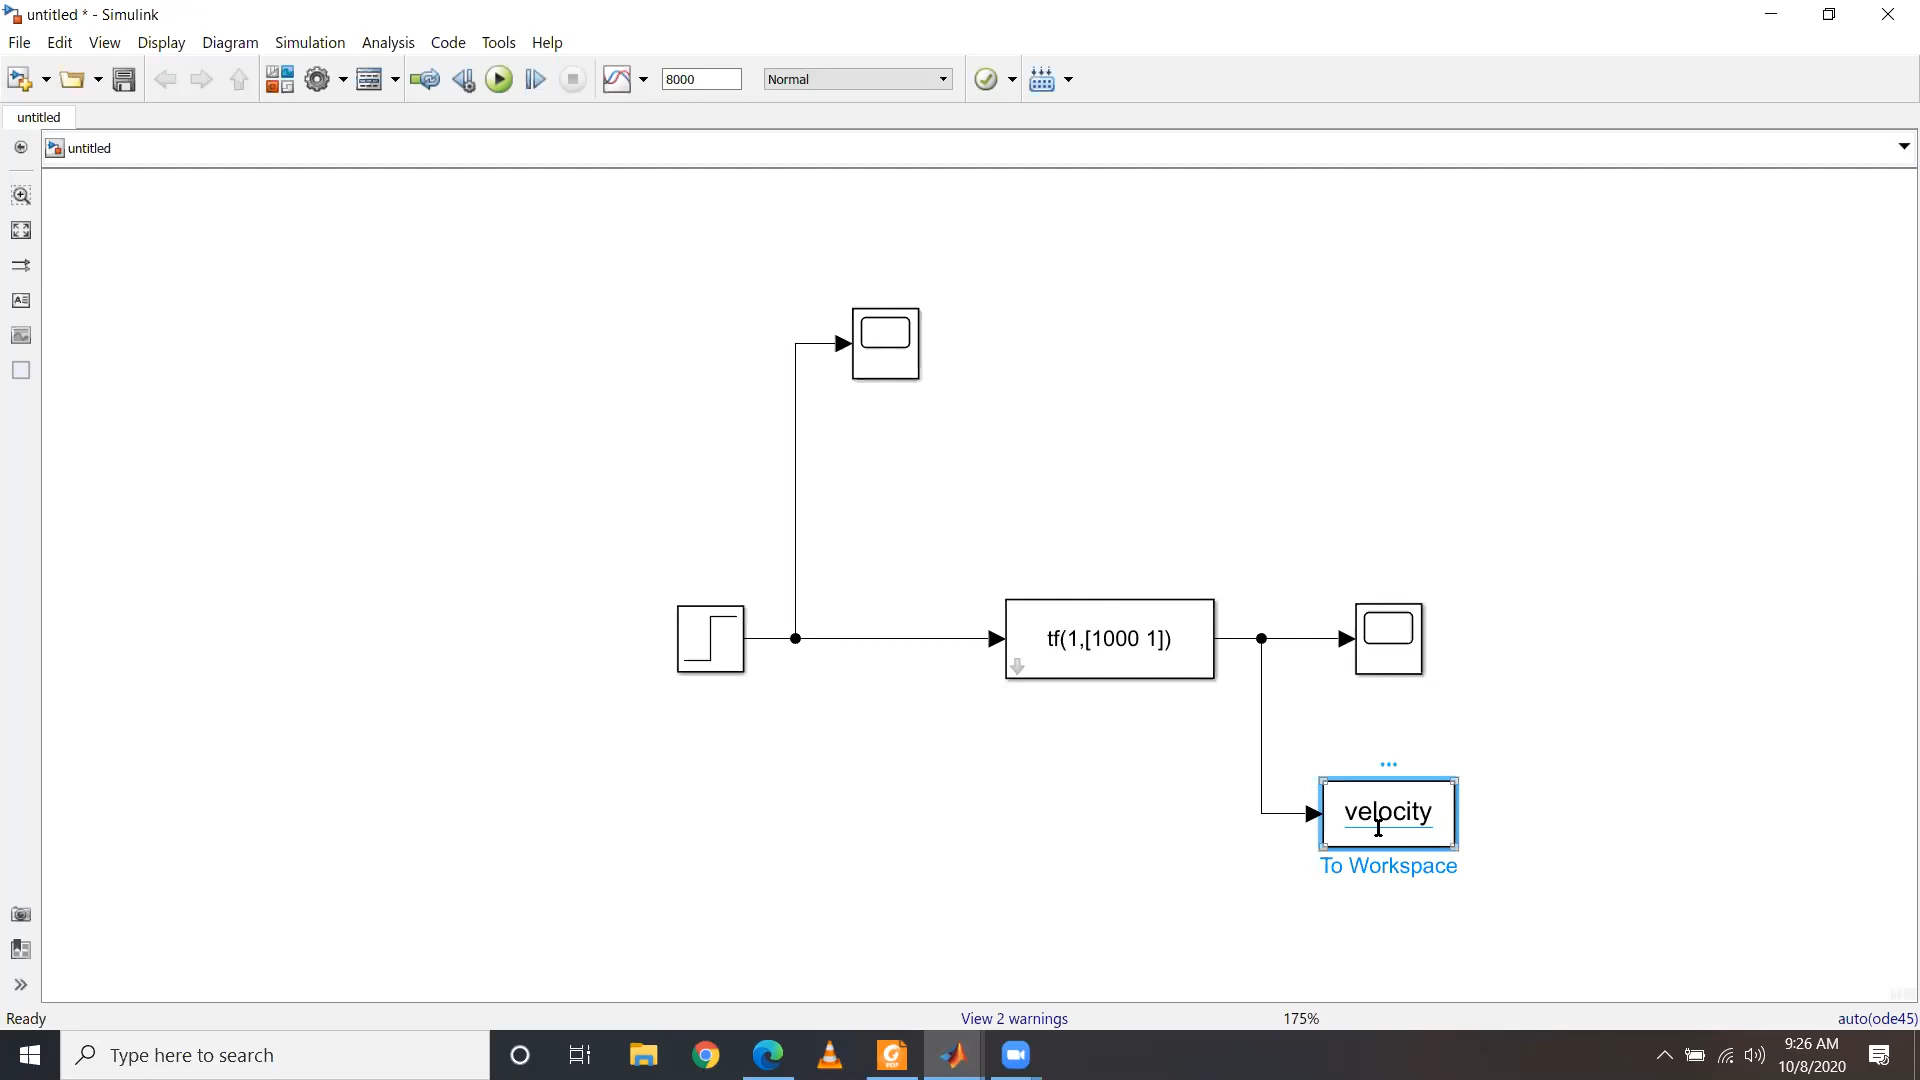 untitled * - Simulink
File Edit View Display Diagram Simulation Analysis Code Tools Help
8000 Normal
untitled
untitled
tf(1,[1000 1])
velocity
To Workspace
Ready View 2 warnings 175% auto(ode45)
Type here to search
9:26 AM
10/8/2020